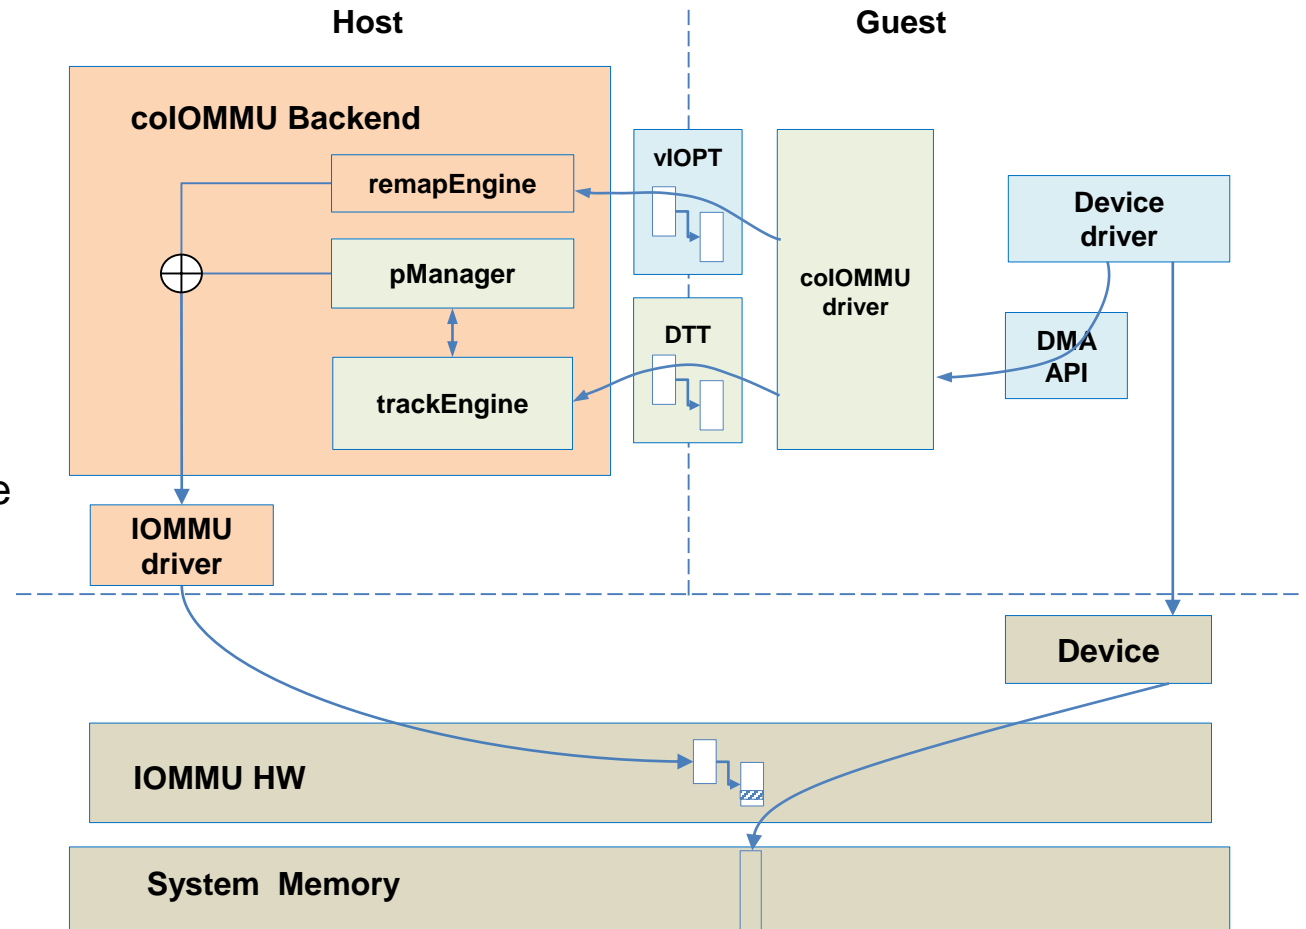 Host
Guest
coIOMMU Backend
vIOPT
remapEngine
Device
driver
pManager
coIOMMU
driver
DTT
DMA
API
trackEngine
e
IOMMU
driver
Device
IOMMU HW
System Memory